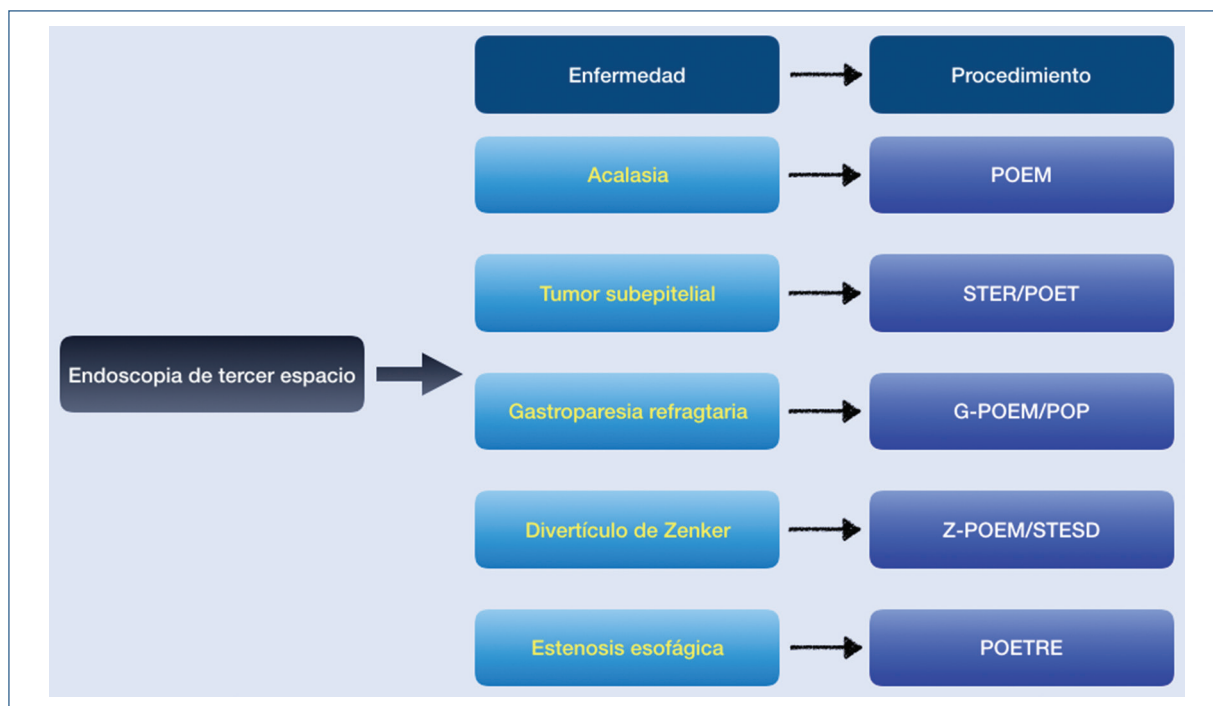 Enfermedad
Procedimiento
Acalasia
POEM
Tumor subepitelial
STER/POET
Endoscopia de tercer espacio
Gastroparesia refragtaria
G-POEM/POP
Divertículo de Zenker
Z-POEM/STESD
Estenosis esofágica
POETRE